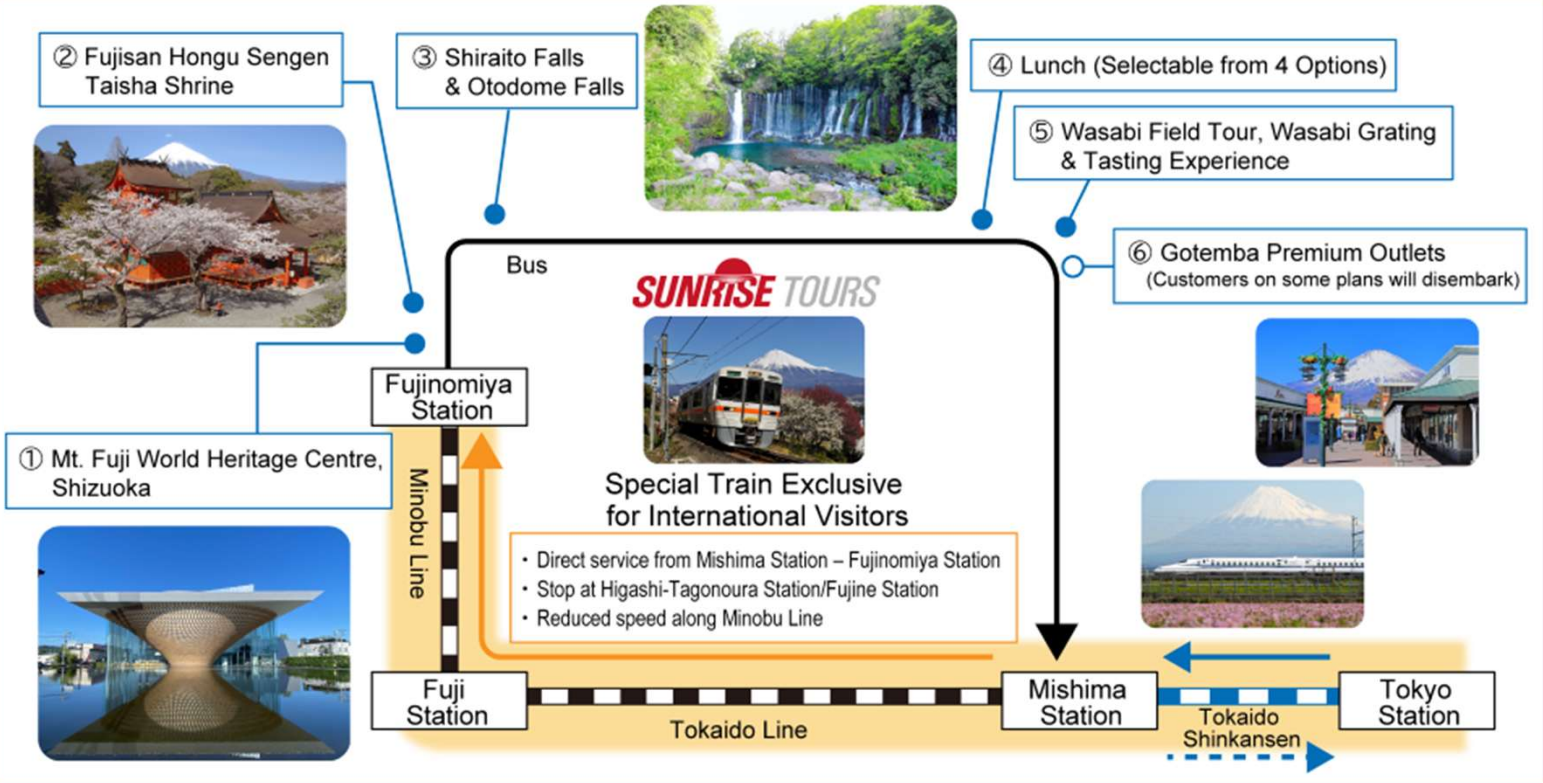 ② Fujisan Hongu Sengen
Taisha Shrine
③ Shiraito Falls
& Otodome Falls
④ Lunch (Selectable from 4 Options)
⑤ Wasabi Field Tour, Wasabi Grating
& Tasting Experience
⑥ Gotemba Premium Outlets
(Customers on some plans will disembark)
Bus
SUNRISE TOURS
Fujinomiya
Station
① Mt. Fuji World Heritage Centre,
Shizuoka
Minobu Line
Special Train Exclusive
for International Visitors
・ Direct service from Mishima Station – Fujinomiya Station
・ Stop at Higashi-Tagonoura Station/Fujine Station
・ Reduced speed along Minobu Line
Fuji
Station
Tokaido Line
Mishima
Station
Tokaido
Shinkansen
Tokyo
Station